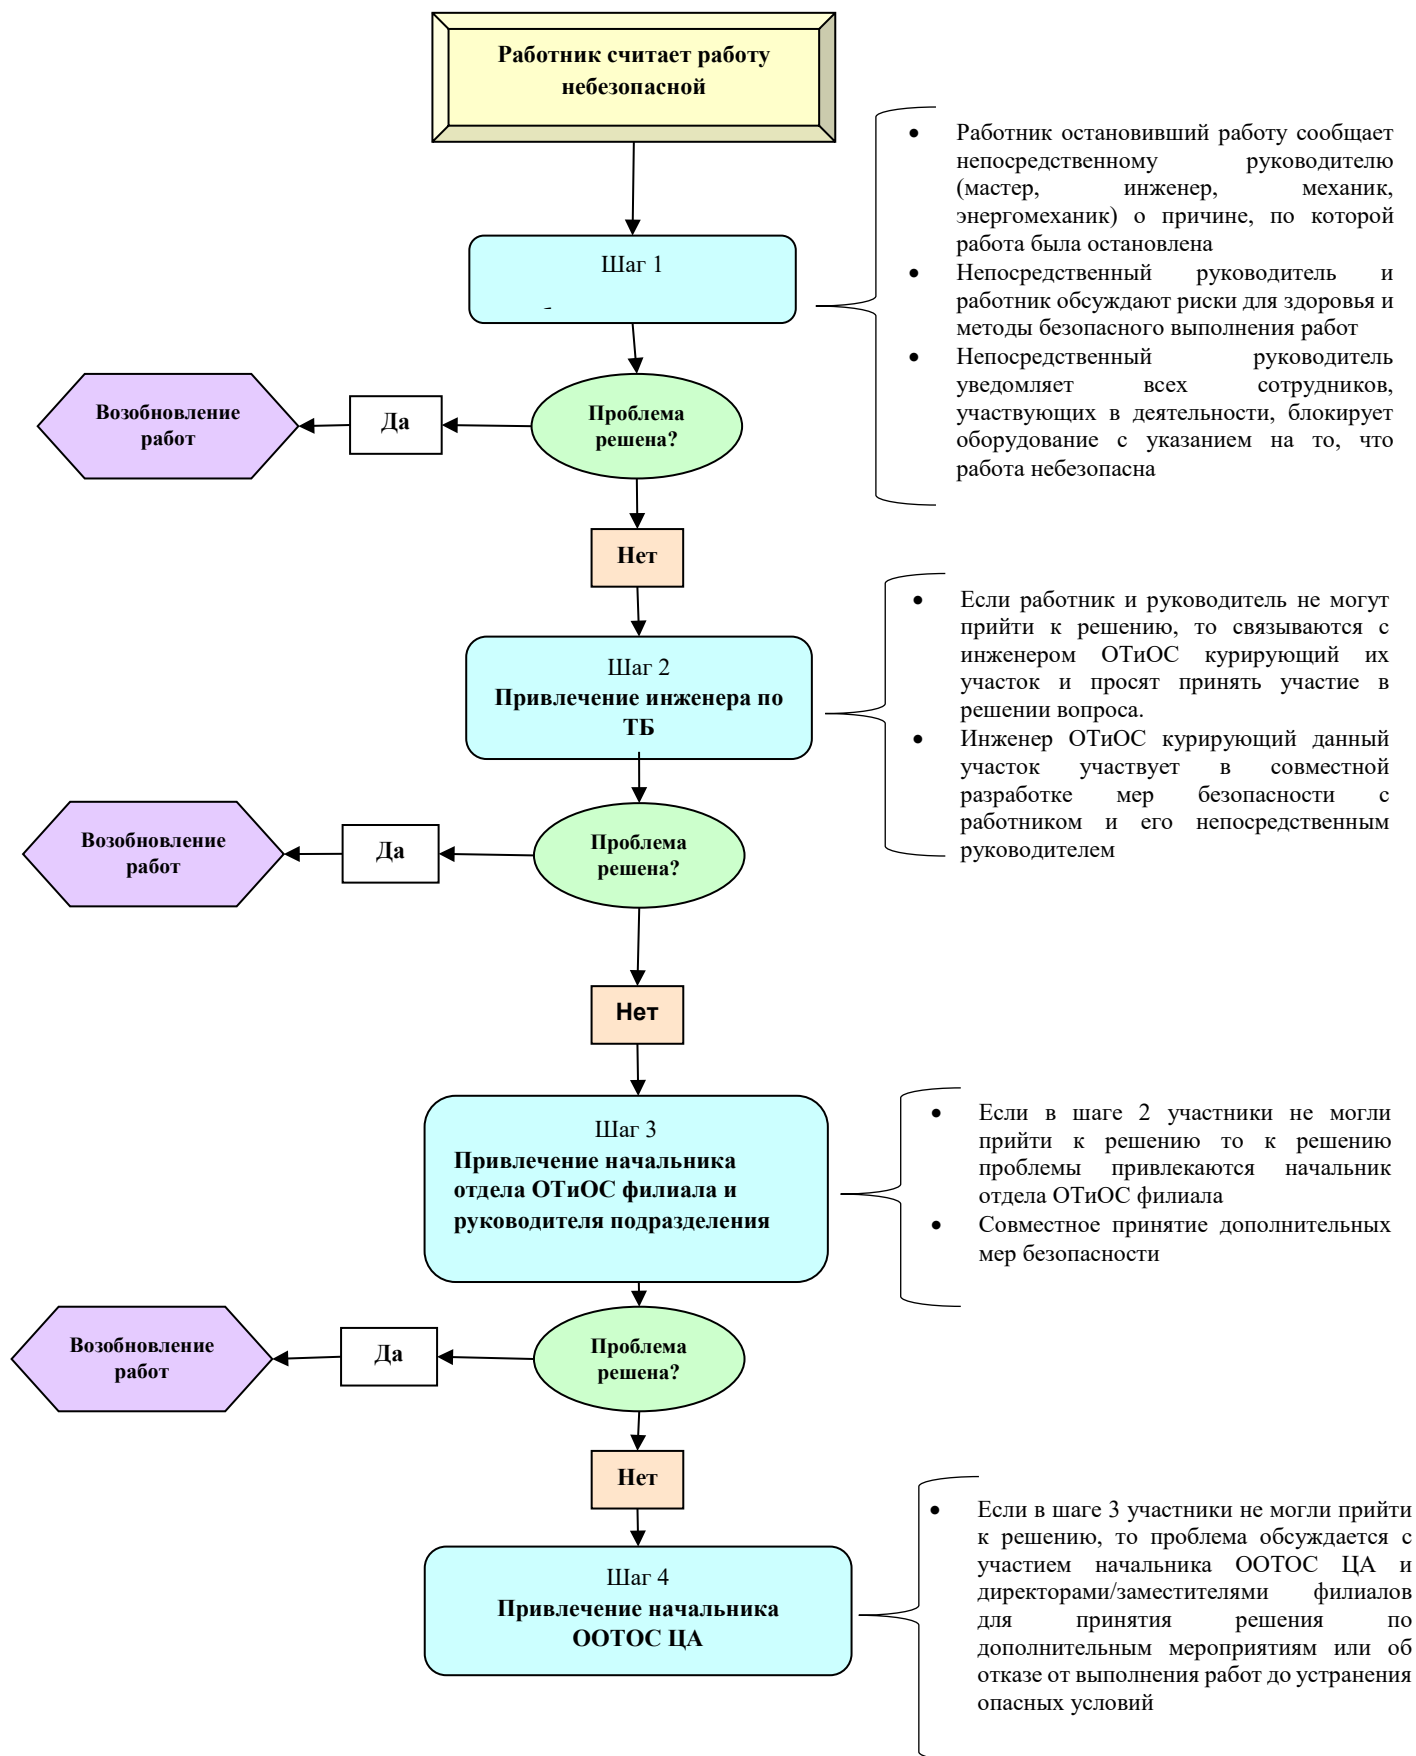 Работник считает работу
небезопасной
Работник остановивший работу сообщает
непосредственному руководителю
(мастер, инженер, механик,
энергомеханик) о причине, по которой
работа была остановлена
Непосредственный руководитель и
работник обсуждают риски для здоровья и
методы безопасного выполнения работ
Непосредственный руководитель
уведомляет всех сотрудников,
участвующих в деятельности, блокирует
оборудование с указанием на то, что
работа небезопасна
Шаг 1
Проблема
решена?
Да
Возобновление
работ
Нет
Если работник и руководитель не могут
прийти к решению, то связываются с
инженером ОТиОС курирующий их
участок и просят принять участие в
решении вопроса.
Инженер ОТиОС курирующий данный
участок участвует в совместной
разработке мер безопасности с
работником и его непосредственным
руководителем
Шаг 2
Привлечение инженера по
ТБ
Проблема
решена?
Да
Возобновление
работ
Нет
Шаг 3
Привлечение начальника
отдела ОТиОС филиала и
руководителя подразделения
Если в шаге 2 участники не могли
прийти к решению то к решению
проблемы привлекаются начальник
отдела ОТиОС филиала
Совместное принятие дополнительных
мер безопасности
Проблема
решена?
Да
Возобновление
работ
Нет
Шаг 4
Привлечение начальника
ООТОС ЦА
Если в шаге 3 участники не могли прийти
к решению, то проблема обсуждается с
участием начальника ООТОС ЦА и
директорами/заместителями филиалов
для принятия решения по
дополнительным мероприятиям или об
отказе от выполнения работ до устранения
опасных условий